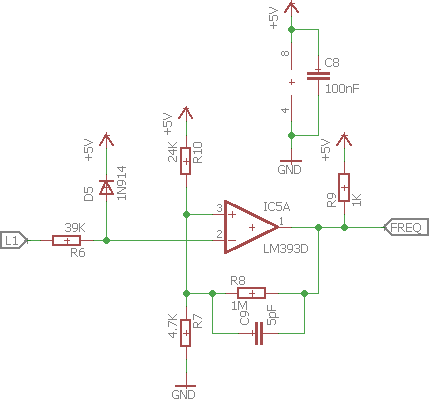 +5V
8
C8
100nF
4
GND
+5V
24K
R10
+5V
D5
1N914
+5V
R9
1K
IC5A
3
+
1
2
−
LM393D
L1
39K
R6
FREQ
R8
1M
C9
5pF
4.7K
R7
GND